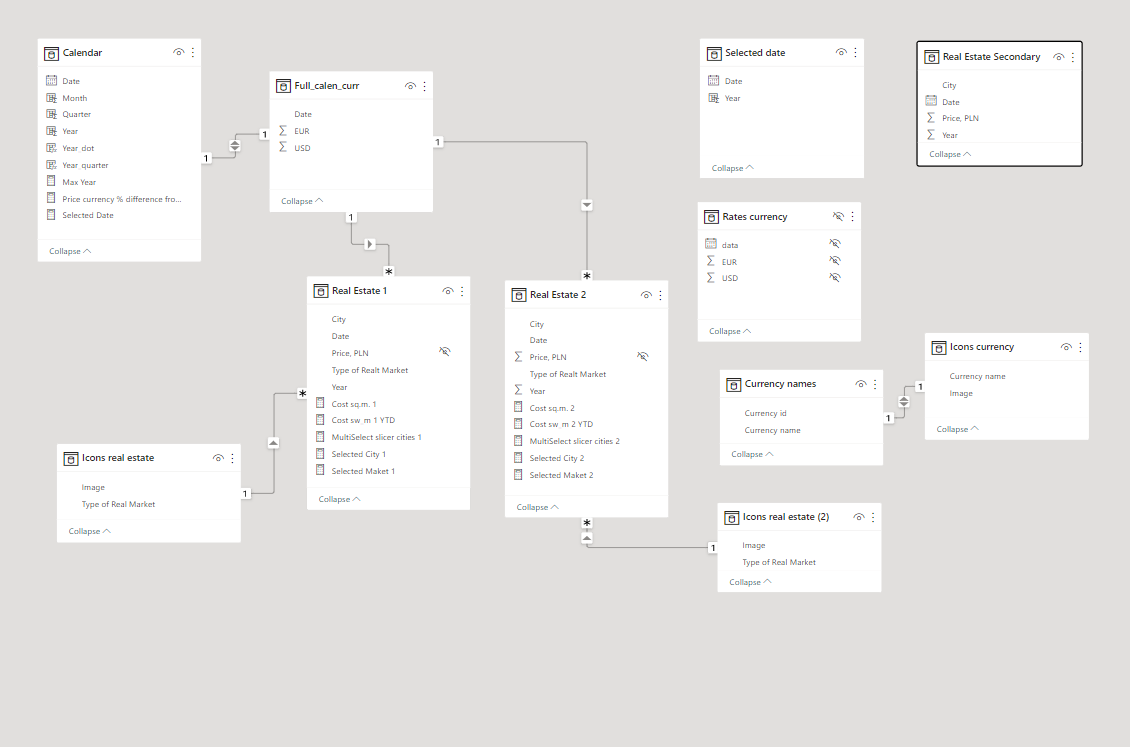 Calendar
Date
Month
Quarter
Year
Year_dot
Year_quarter
Max Year
Price currency % difference fro...
Selected Date
Collapse
1
1
Full_calen_curr
Date
EUR
USD
Collapse
1
1
*
*
Selected date
Date
Year
Collapse
Real Estate Secondary
City
Date
Price, PLN
Year
Collapse
Rates currency
data
EUR
USD
Collapse
Real Estate 1
City
Date
Price, PLN
Type of Realt Market
Year
Cost sq.m. 1
Cost sw_m 1 YTD
MultiSelect slicer cities 1
Selected City 1
Selected Maket 1
Collapse
*
Real Estate 2
City
Date
Price, PLN
Type of Realt Market
Year
Cost sq.m. 2
Cost sw_m 2 YTD
MultiSelect slicer cities 2
Selected City 2
Selected Maket 2
Collapse
*
Icons currency
Currency name
Image
Collapse
1
Currency names
Currency id
Currency name
Collapse
1
Icons real estate
Image
Type of Real Market
Collapse
1
Icons real estate (2)
Image
Type of Real Market
Collapse
1